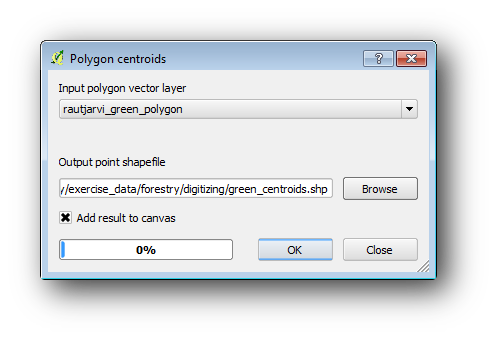 Polygon centroids
Input polygon vector layer
rautjarvi_green_polygon
Output point shapefile
y/exercise_data/forestry/digitizing/green_centroids.shp
Browse
Add result to canvas
0%
OK
Close